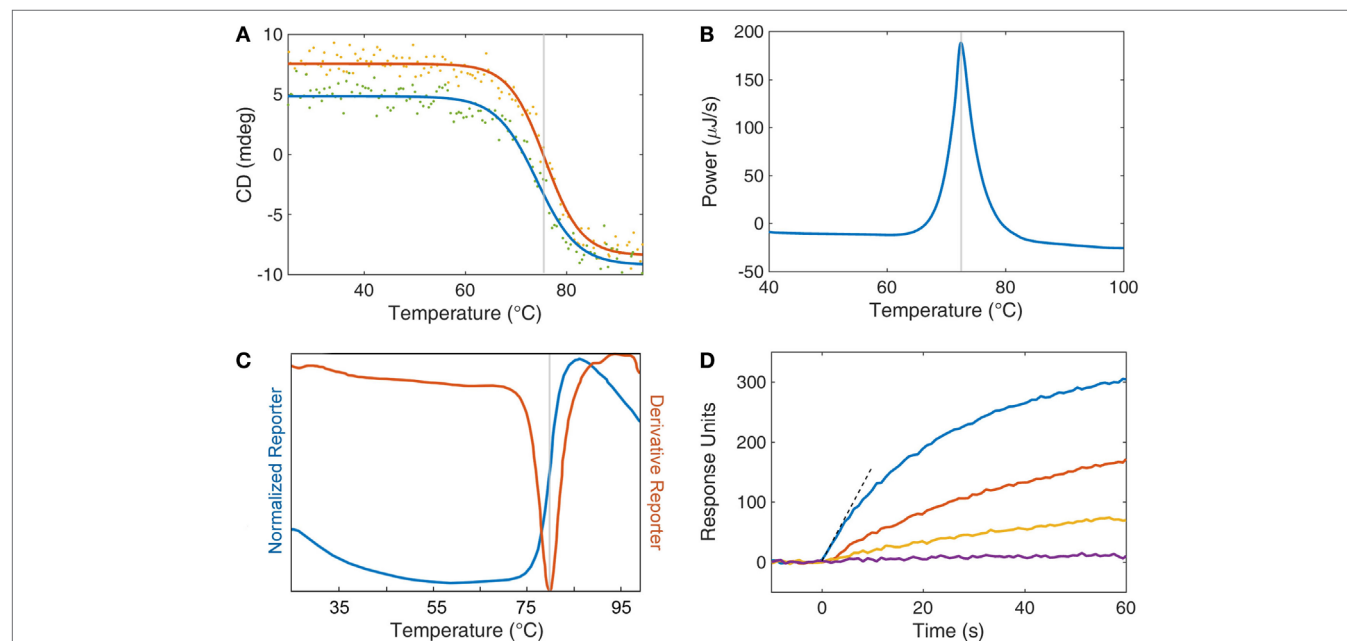 A
10
5
0
-5
-10
CD (mdeg)
40
60
80
Temperature (°C)
B
200
150
100
50
0
-50
Power (μJ/s)
40
60
80
100
Temperature (°C)
C
Normalized Reporter
Derivative Reporter
35
55
75
95
Temperature (°C)
D
300
200
100
0
Response Units
0
20
40
60
Time (s)